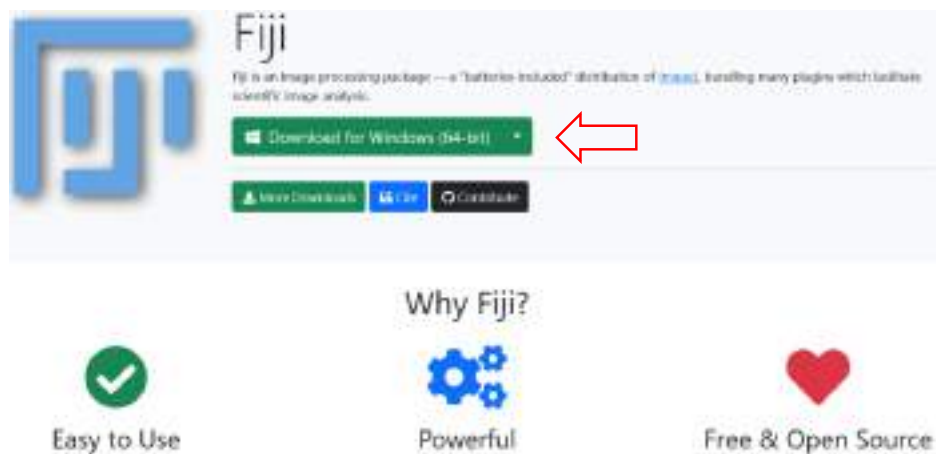 Fiji
Fiji is an image processing package — a "batteries-included" distribution of ImageJ, bundling many plugins which facilitate
scientific image analysis.
Download for Windows (64-bit)
More Downloads
Cite
Contribute
Why Fiji?
Easy to Use
Powerful
Free & Open Source